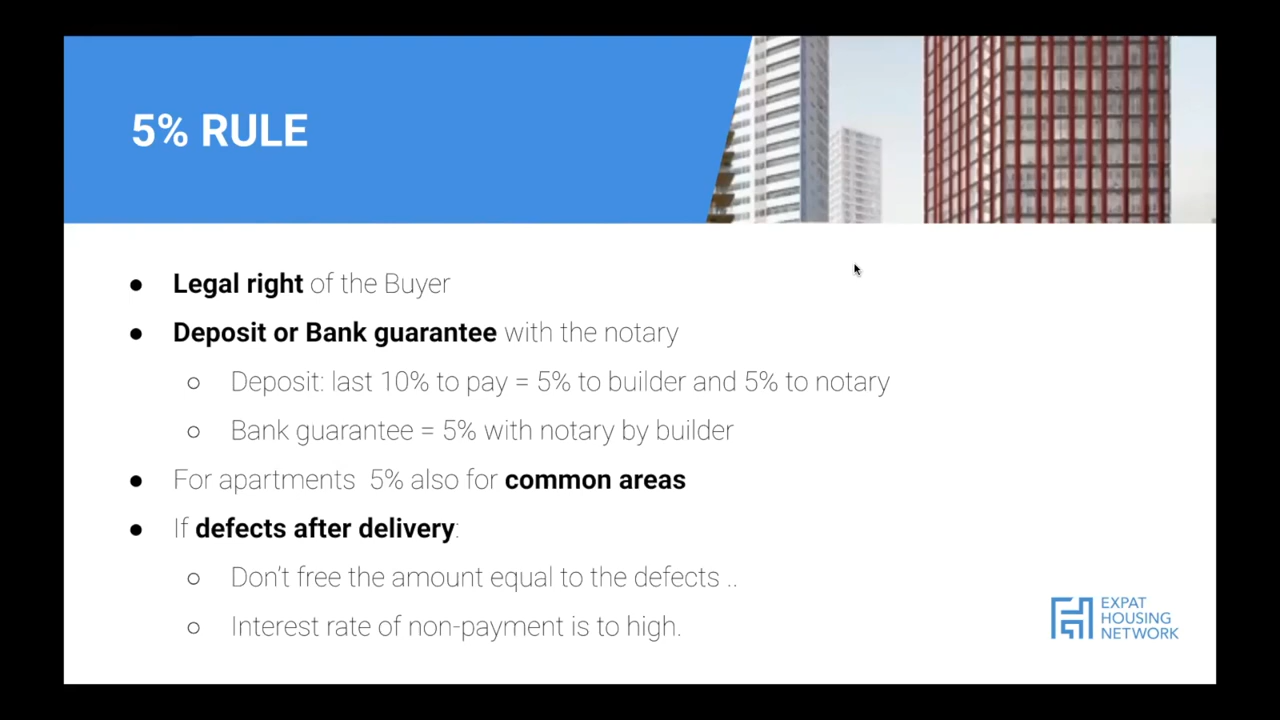 5% RULE
● Legal right of the Buyer
● Deposit or Bank guarantee with the notary
○ Deposit: last 10% to pay = 5% to builder and 5% to notary
○ Bank guarantee = 5% with notary by builder
● For apartments  5% also for common areas
● If defects after delivery:
○ Don't free the amount equal to the defects ..
○ Interest rate of non-payment is to high.
EXPAT
HOUSING
NETWORK